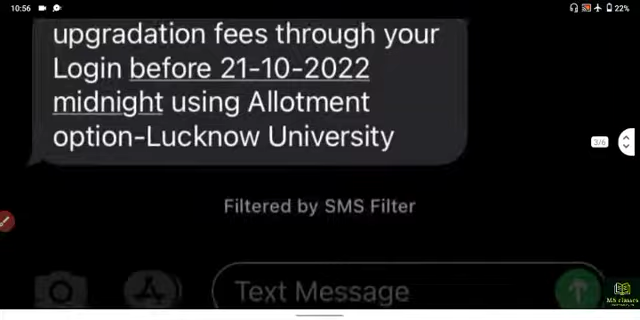 10:56
22%
upgradation fees through your
Login before 21-10-2022
midnight using Allotment
option-Lucknow University
3/6
Filtered by SMS Filter
Text Message